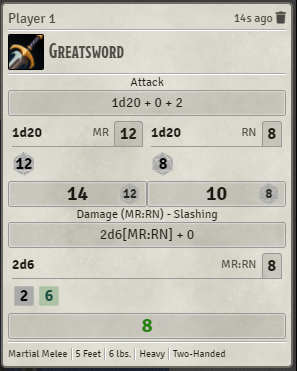 Player 1 14s ago
Greatsword
Attack
1d20 + 0 + 2
1d20 MR 12 1d20 RN 8
12 8
14 12 10 8
Damage (MR:RN) - Slashing
2d6[MR:RN] + 0
2d6 MR:RN 8
2 6
8
Martial Melee 5 Feet 6 lbs. Heavy Two-Handed